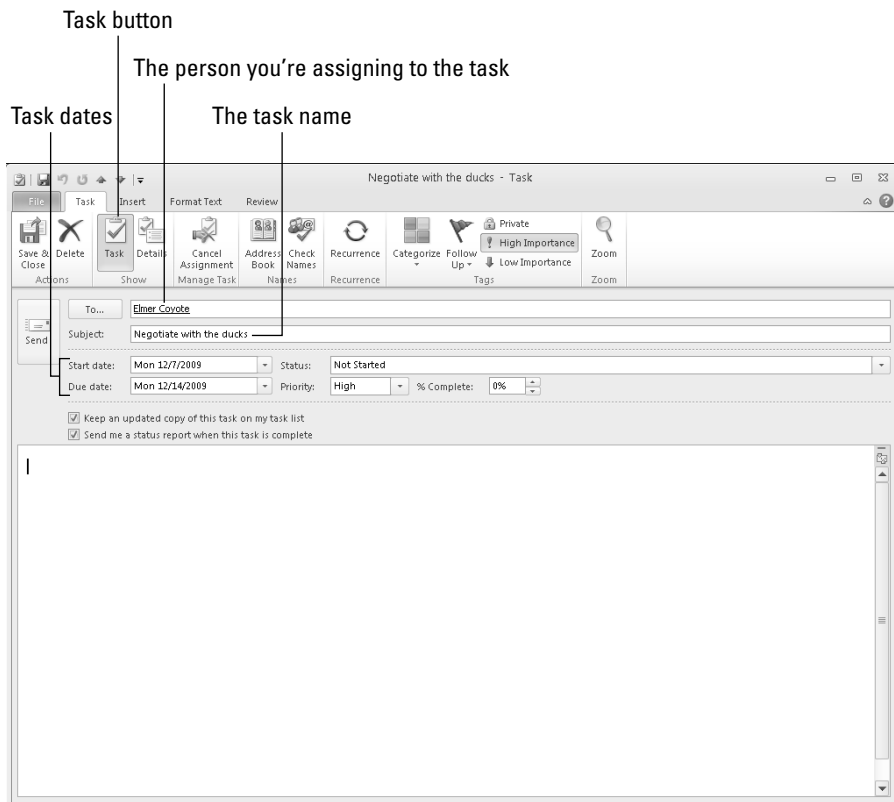 Task button
The person you're assigning to the task
Task dates
The task name
Negotiate with the ducks - Task
File Task Insert Format Text Review
Save & Close
Delete
Actions
Task
Details
Show
Cancel Assignment
Manage Task
Address Book
Check Names
Names
Recurrence
Recurrence
Categorize
Follow Up
Private
High Importance
Low Importance
Tags
Zoom
Zoom
Send
To... Elmer Coyote
Subject: Negotiate with the ducks
Start date: Mon 12/7/2009 Status: Not Started
Due date: Mon 12/14/2009 Priority: High % Complete: 0%
Keep an updated copy of this task on my task list
Send me a status report when this task is complete